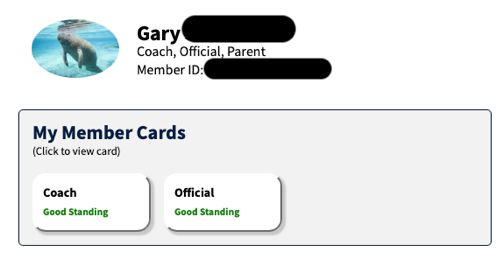 Gary
Coach, Official, Parent
Member ID:
My Member Cards
(Click to view card)
Coach
Good Standing
Official
Good Standing